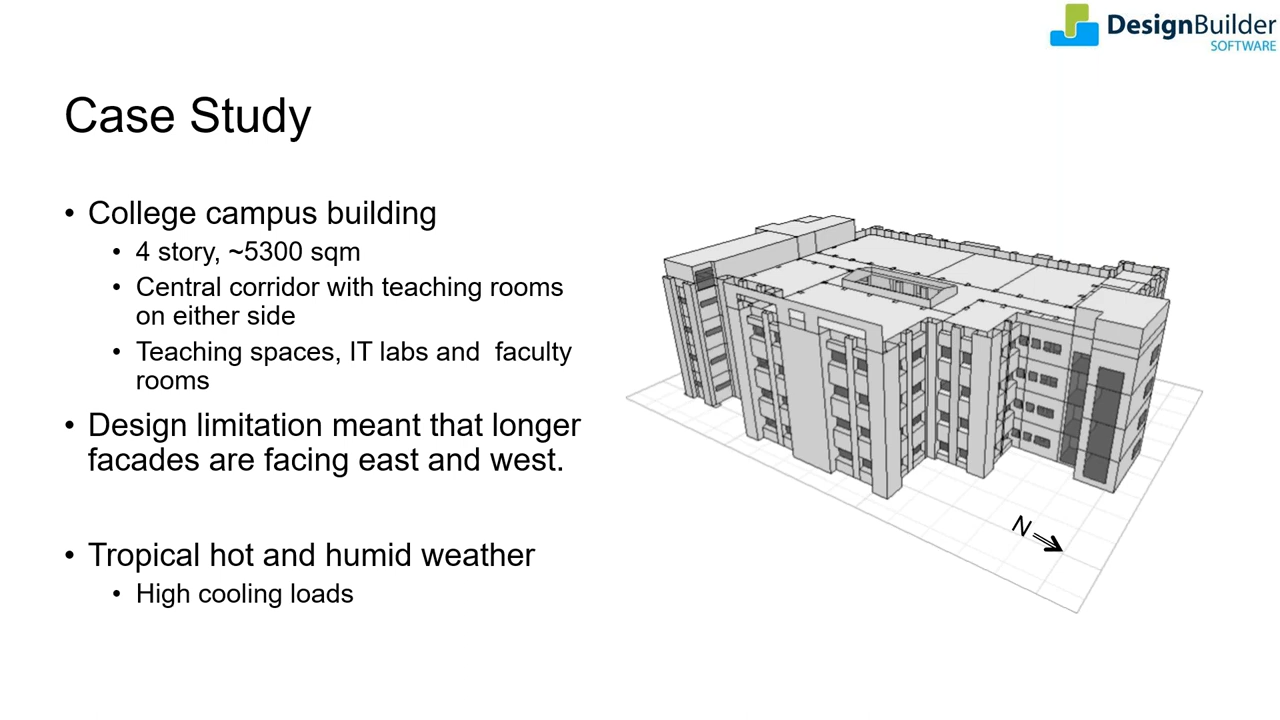 DesignBuilder
SOFTWARE
Case Study
• College campus building
• 4 story, ~5300 sqm
• Central corridor with teaching rooms
on either side
• Teaching spaces, IT labs and  faculty
rooms
• Design limitation meant that longer
facades are facing east and west.
• Tropical hot and humid weather
• High cooling loads
N